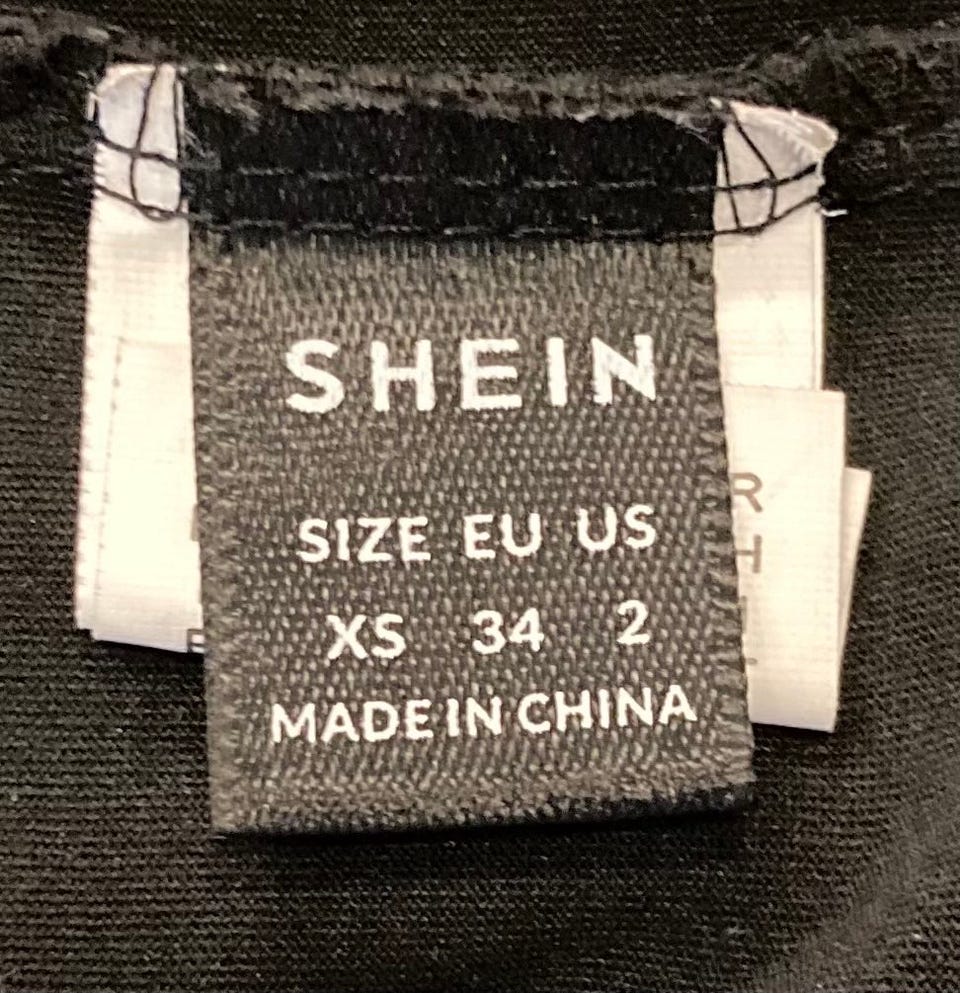 SHEIN
SIZE EU US
XS 34 2
MADE IN CHINA
R
H